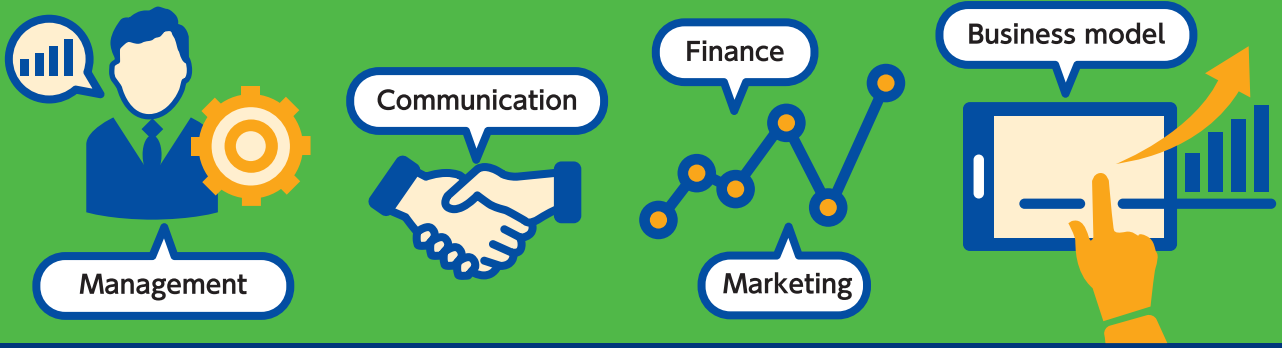 Management
Communication
Finance
Marketing
Business model